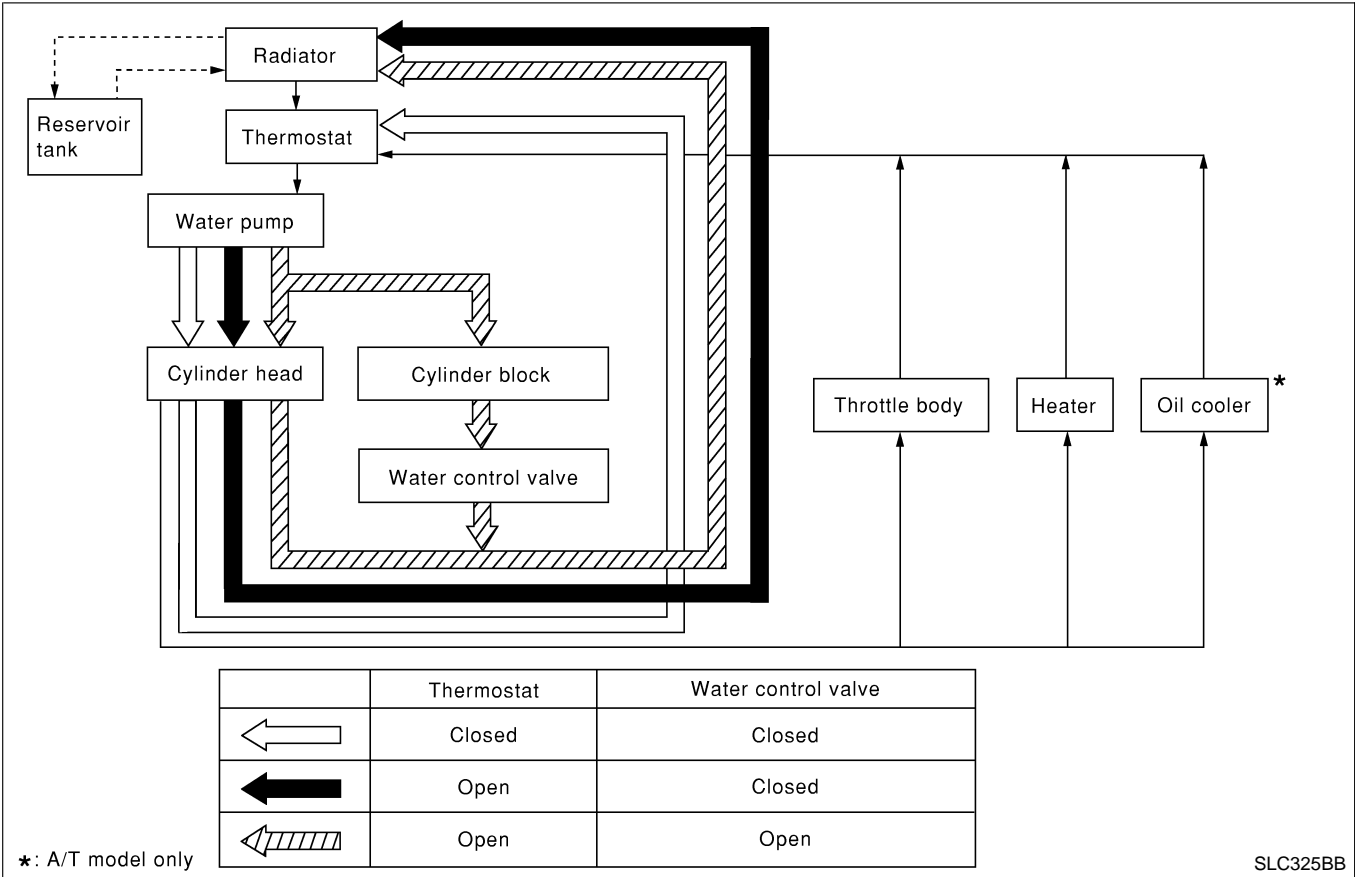 Radiator
Reservoir
tank
Thermostat
Water pump
Cylinder head
Cylinder block
Water control valve
Throttle body
Heater
Oil cooler *
Thermostat Water control valve
Closed Closed
Open Closed
Open Open
*: A/T model only
SLC325BB